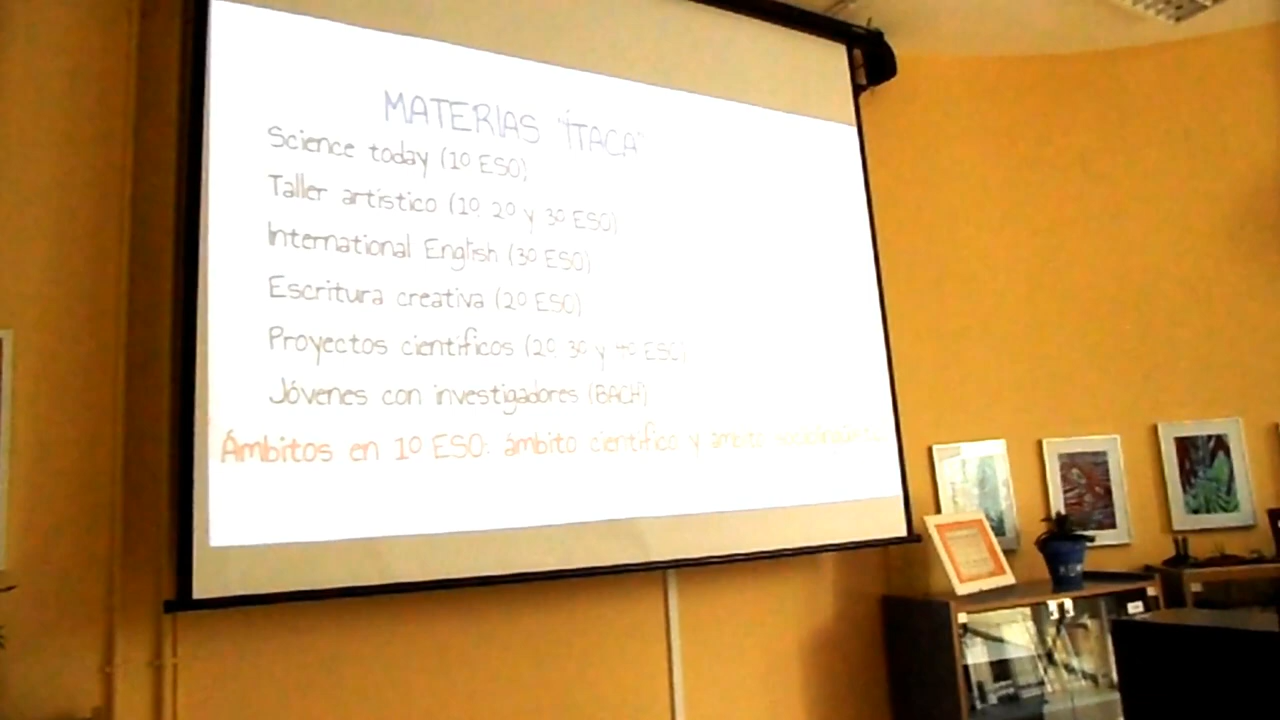 MATERIAS "ÍTACA"
Science today (1º ESO)
Taller artístico (1º, 2º y 3º ESO)
International English (3º ESO)
Escritura creativa (2º ESO)
Proyectos científicos (2º, 3º y 4º ESO)
Jóvenes con investigadores (BACH)
Ámbitos en 1º ESO: ámbito científico y ámbito